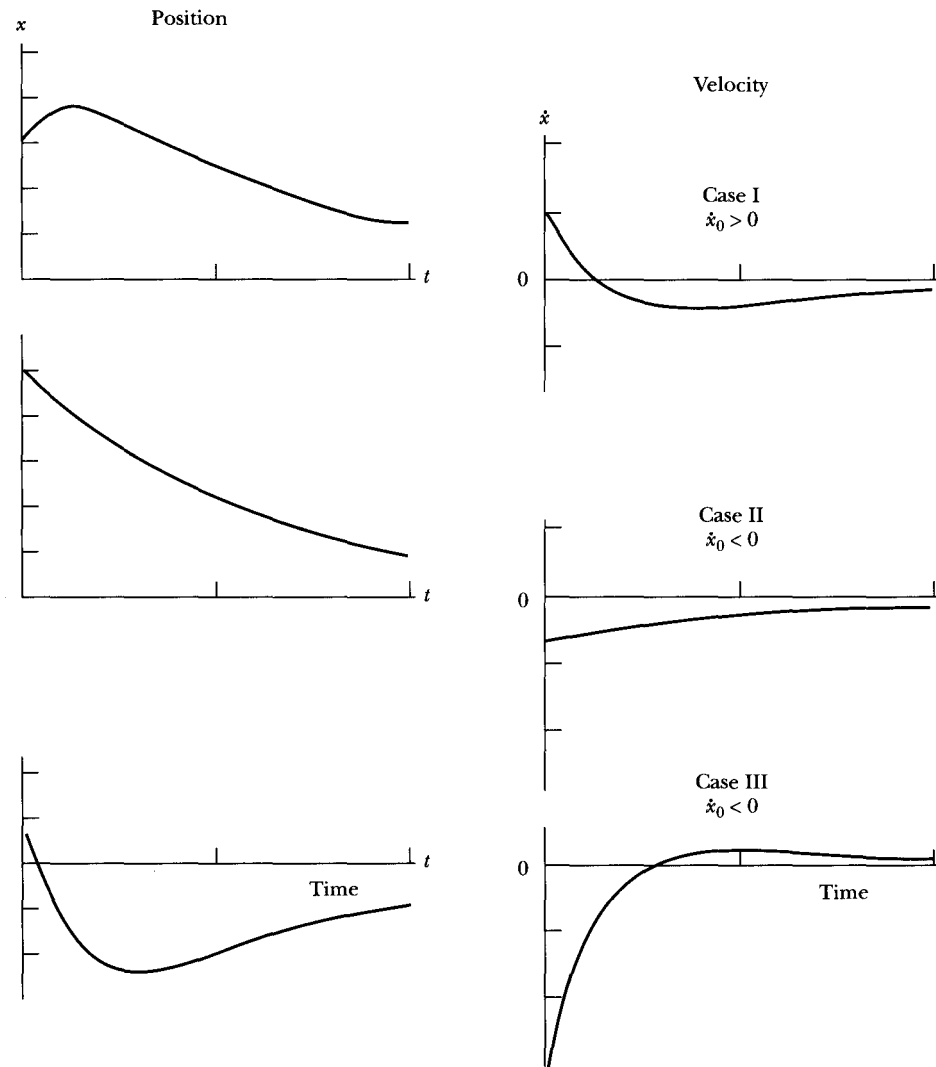 Position
x
t
Velocity
ẋ
Case I
ẋ₀ > 0
0
t
Case II
ẋ₀ < 0
0
Case III
ẋ₀ < 0
t
0
Time
Time